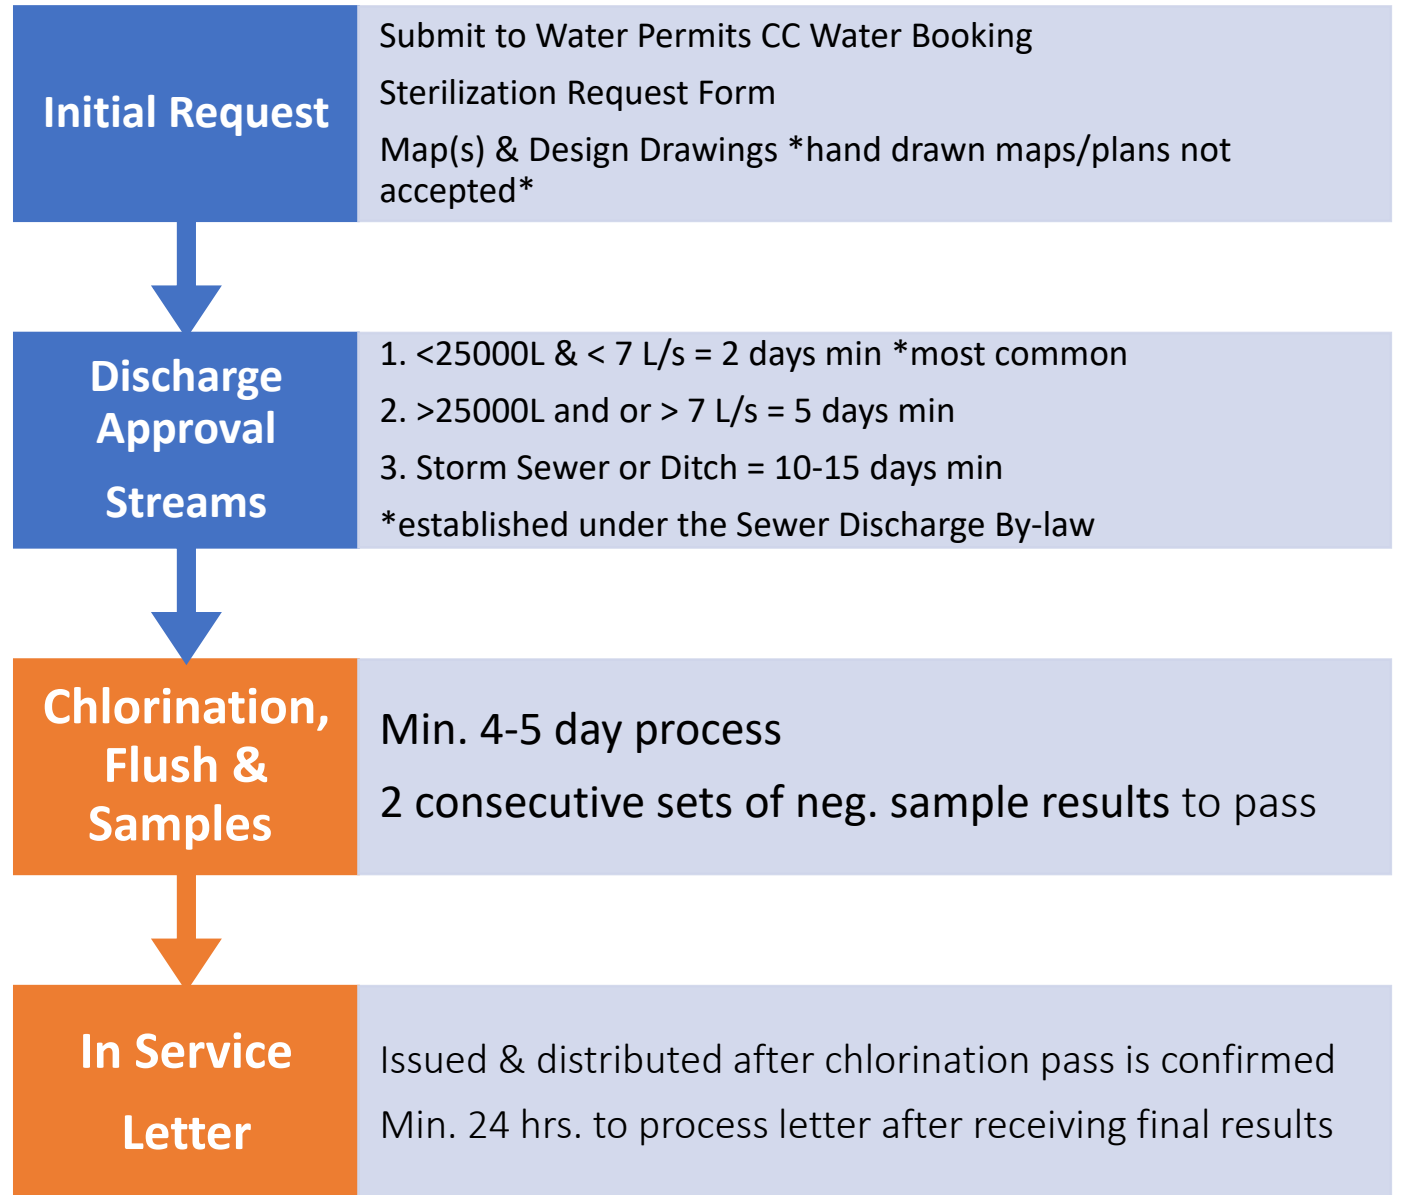 Initial Request
Submit to Water Permits CC Water Booking
Sterilization Request Form
Map(s) & Design Drawings *hand drawn maps/plans not
accepted*
Discharge
Approval
Streams
1. <25000L & < 7 L/s = 2 days min *most common
2. >25000L and or > 7 L/s = 5 days min
3. Storm Sewer or Ditch = 10-15 days min
*established under the Sewer Discharge By-law
Chlorination,
Flush &
Samples
Min. 4-5 day process
2 consecutive sets of neg. sample results to pass
In Service
Letter
Issued & distributed after chlorination pass is confirmed
Min. 24 hrs. to process letter after receiving final results